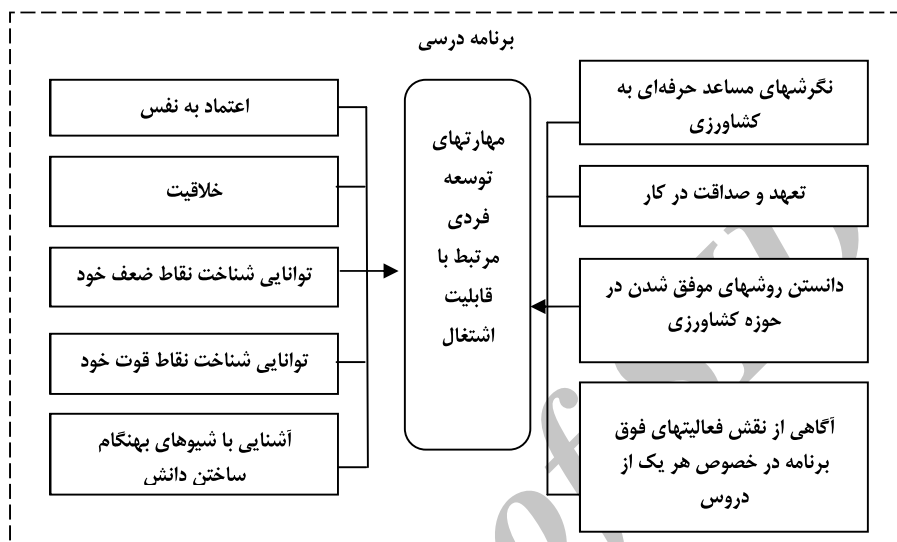 برنامه درسی
نگرشهای مساعد حرفه‌ای به
کشاورزی
تعهد و صداقت در کار
دانستن روشهای موفق شدن در
حوزه کشاورزی
آگاهی از نقش فعالیتهای فوق
برنامه در خصوص هر یک از
دروس
مهارتهای
توسعه
فردی
مرتبط با
قابلیت
اشتغال
اعتماد به نفس
خلاقیت
توانایی شناخت نقاط ضعف خود
توانایی شناخت نقاط قوت خود
آشنایی با شیوهای بهنگام
ساختن دانش
of